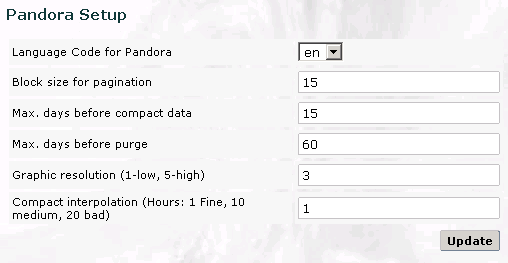 Pandora Setup
Language Code for Pandora en
Block size for pagination 15
Max. days before compact data 15
Max. days before purge 60
Graphic resolution (1-low, 5-high) 3
Compact interpolation (Hours: 1 Fine, 10
medium, 20 bad) 1
Update